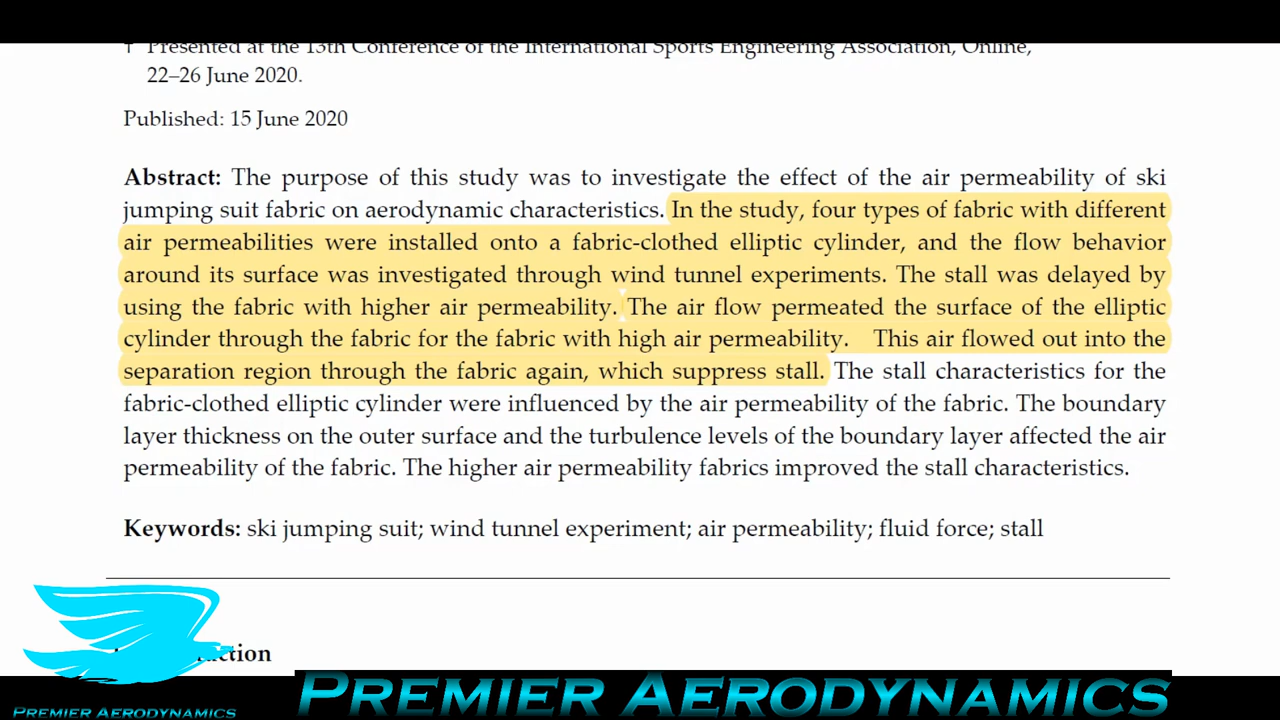 † Presented at the 13th Conference of the International Sports Engineering Association, Online,
22–26 June 2020.
Published: 15 June 2020
Abstract: The purpose of this study was to investigate the effect of the air permeability of ski
jumping suit fabric on aerodynamic characteristics. In the study, four types of fabric with different
air permeabilities were installed onto a fabric-clothed elliptic cylinder, and the flow behavior
around its surface was investigated through wind tunnel experiments. The stall was delayed by
using the fabric with higher air permeability. The air flow permeated the surface of the elliptic
cylinder through the fabric for the fabric with high air permeability. This air flowed out into the
separation region through the fabric again, which suppress stall. The stall characteristics for the
fabric-clothed elliptic cylinder were influenced by the air permeability of the fabric. The boundary
layer thickness on the outer surface and the turbulence levels of the boundary layer affected the air
permeability of the fabric. The higher air permeability fabrics improved the stall characteristics.
Keywords: ski jumping suit; wind tunnel experiment; air permeability; fluid force; stall
PREMIER AERODYNAMICS
PREMIER AERODYNAMICS